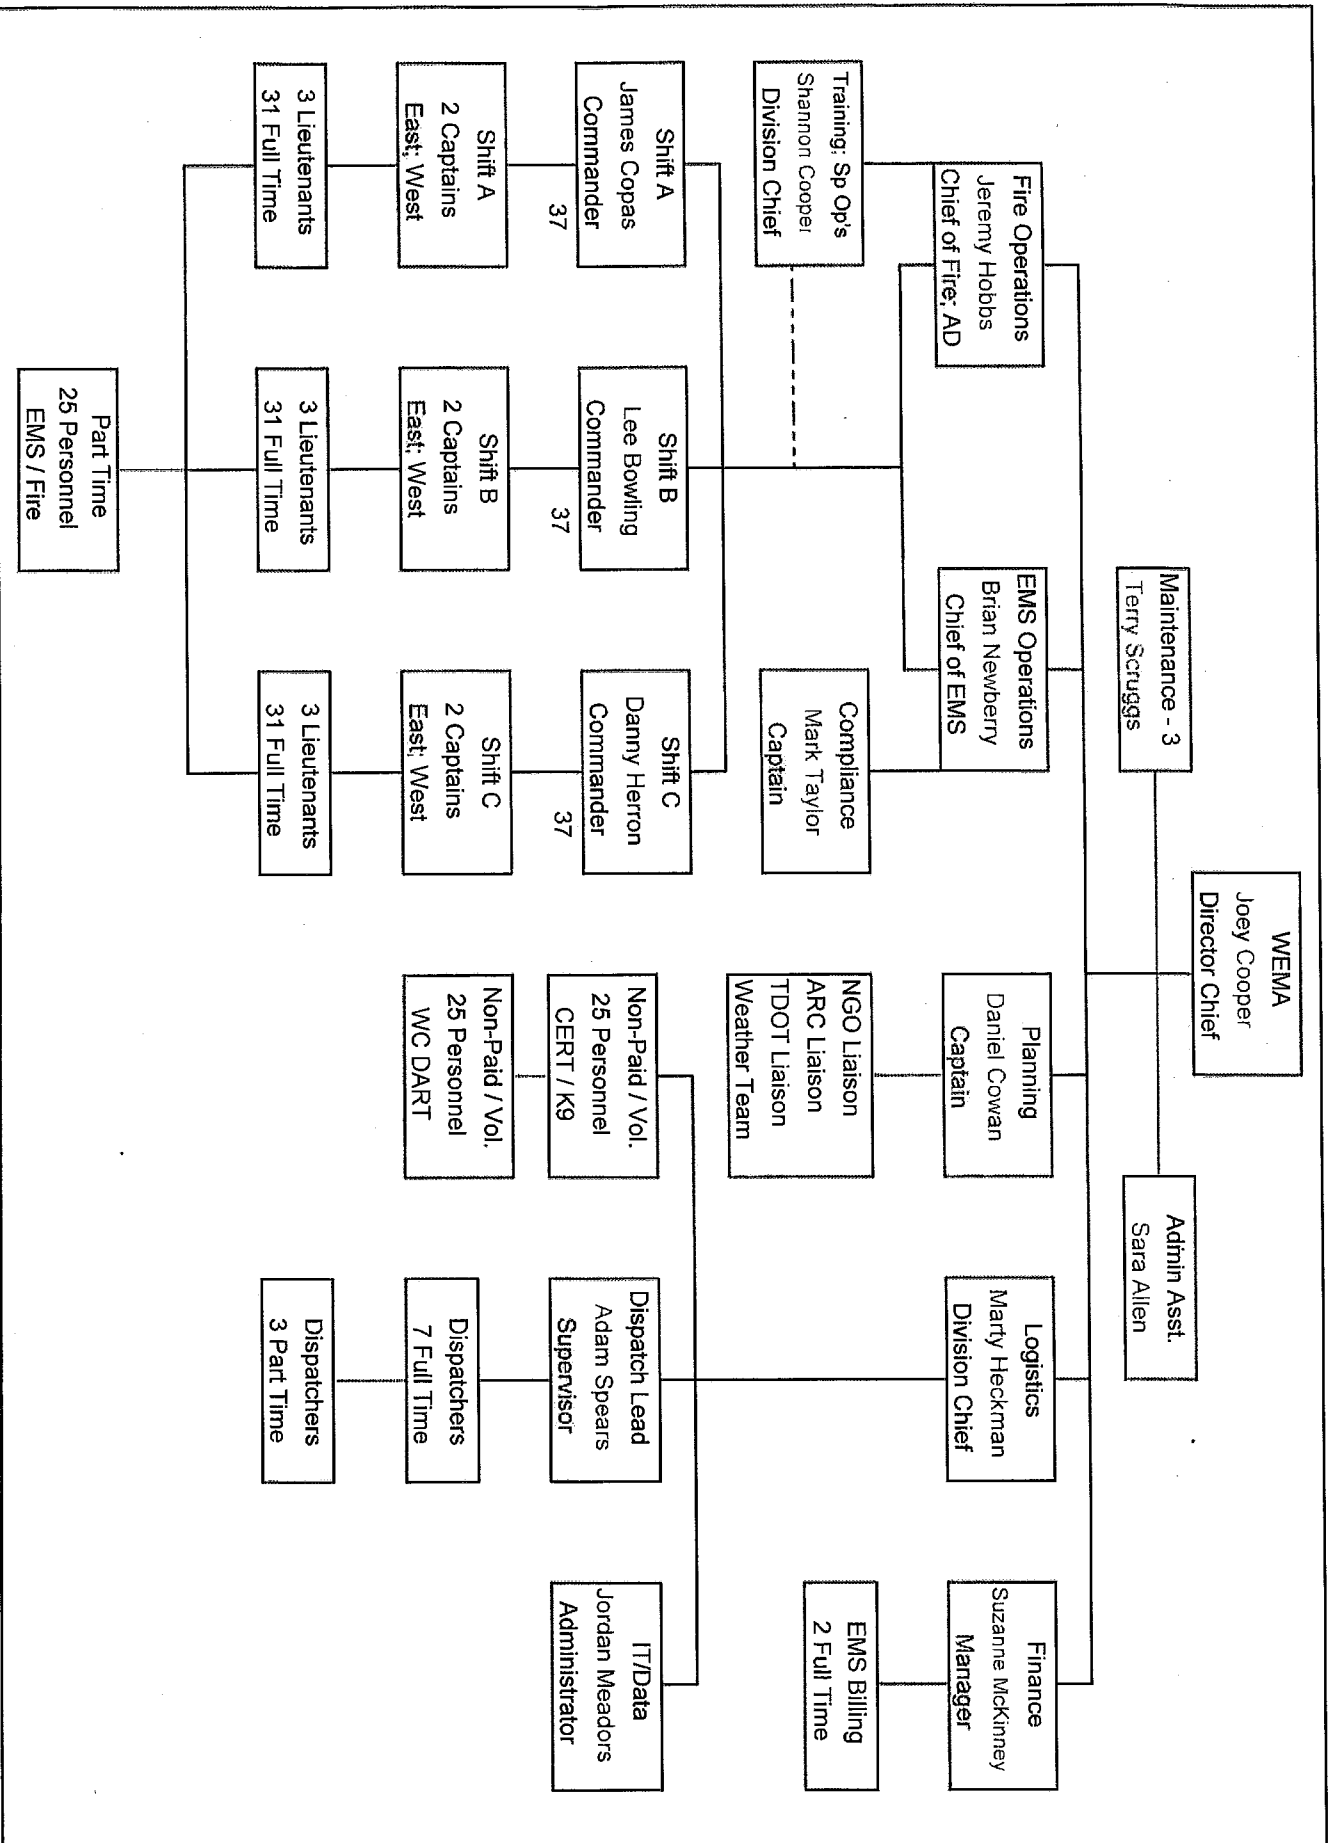 WEMA
Joey Cooper
Director Chief
Maintenance - 3
Terry Scruggs
Admin Asst.
Sara Allen
Fire Operations
Jeremy Hobbs
Chief of Fire; AD
EMS Operations
Brian Newberry
Chief of EMS
Planning
Daniel Cowan
Captain
Logistics
Marty Heckman
Division Chief
Finance
Suzanne McKinney
Manager
Training; Sp Op's
Shannon Cooper
Division Chief
Compliance
Mark Taylor
Captain
NGO Liaison
ARC Liaison
TDOT Liaison
Weather Team
EMS Billing
2 Full Time
Shift A
James Copas
Commander
37
Shift B
Lee Bowling
Commander
37
Shift C
Danny Herron
Commander
37
Non-Paid / Vol.
25 Personnel
CERT / K9
Dispatch Lead
Adam Spears
Supervisor
IT/Data
Jordan Meadors
Administrator
Shift A
2 Captains
East; West
Shift B
2 Captains
East; West
Shift C
2 Captains
East; West
Non-Paid / Vol.
25 Personnel
WC DART
Dispatchers
7 Full Time
3 Lieutenants
31 Full Time
3 Lieutenants
31 Full Time
3 Lieutenants
31 Full Time
Dispatchers
3 Part Time
Part Time
25 Personnel
EMS / Fire